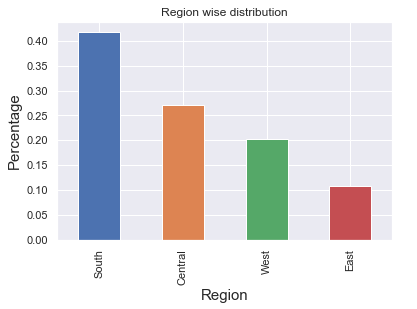 Region wise distribution
Percentage
0.40
0.35
0.30
0.25
0.20
0.15
0.10
0.05
0.00
South
Central
West
East
Region